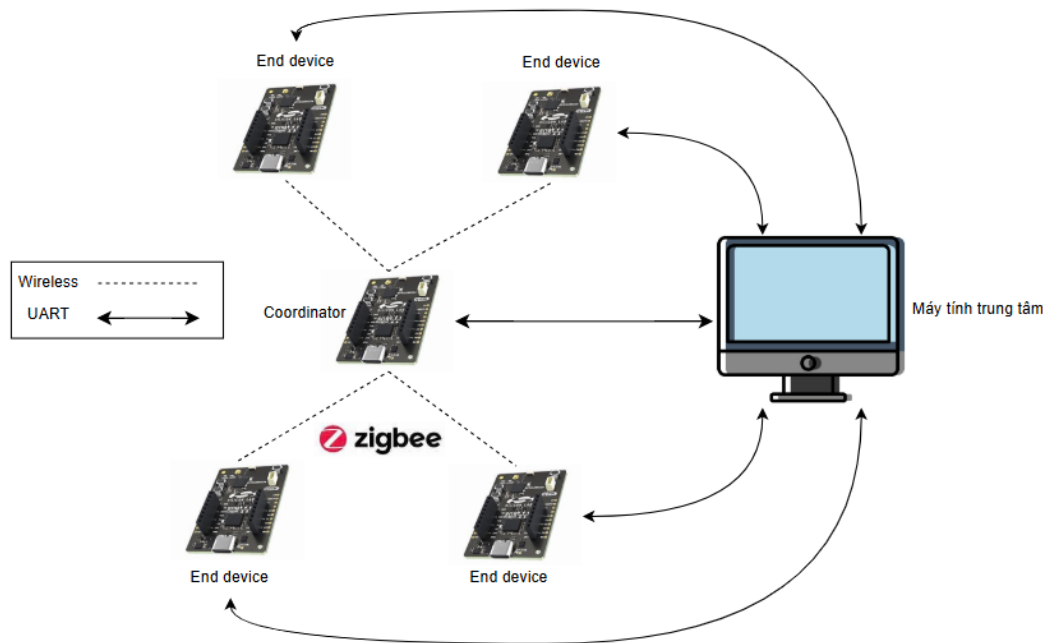 End device
End device
Wireless
UART
Coordinator
Máy tính trung tâm
zigbee
End device
End device